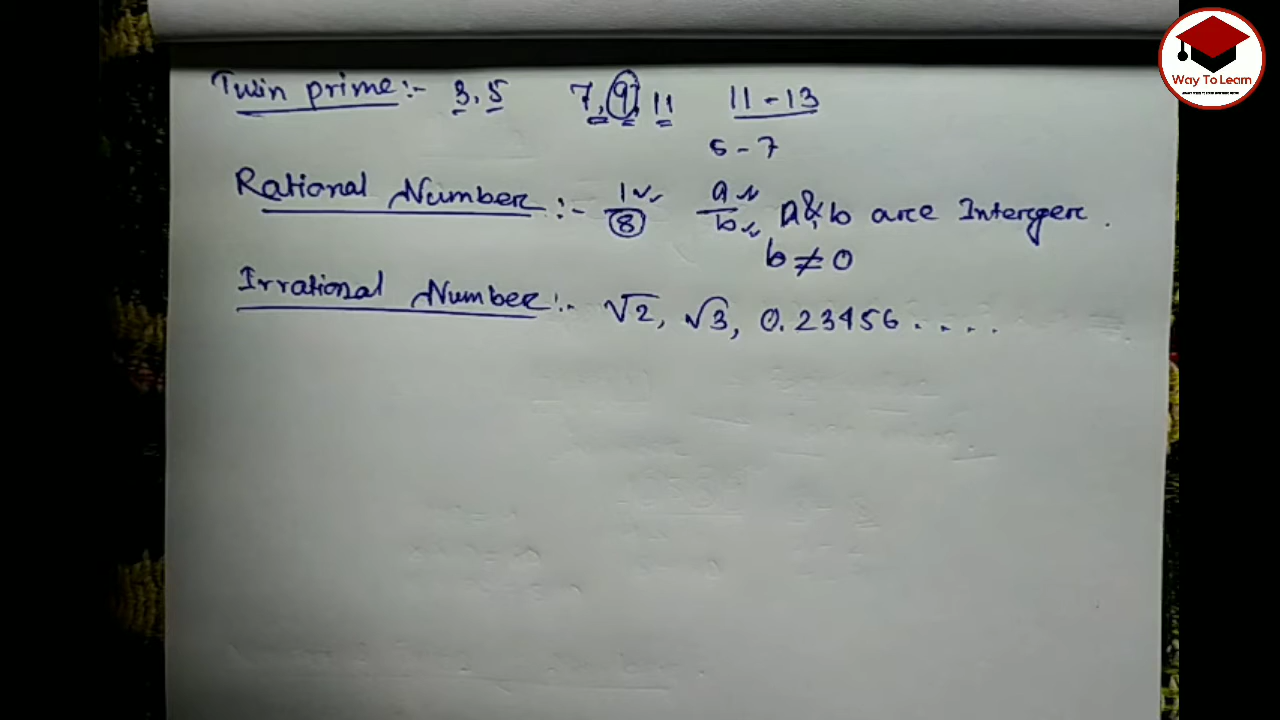 Twin prime :- 3, 5 7, 9, 11 11 - 13
5 - 7
Rational Number :- 1/8 a/b a & b are Interger.
b ≠ 0
Irrational Number :- √2, √3, 0.23456 . . . .
Way To Learn